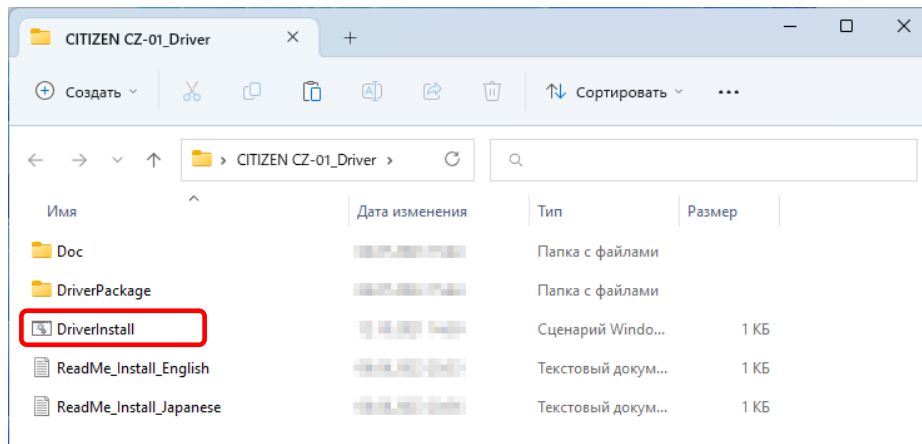 CITIZEN CZ-01_Driver
Создать
Сортировать
CITIZEN CZ-01_Driver
Имя Дата изменения Тип Размер
Doc Папка с файлами
DriverPackage Папка с файлами
DriverInstall Сценарий Windo... 1 КБ
ReadMe_Install_English Текстовый докум... 1 КБ
ReadMe_Install_Japanese Текстовый докум... 1 КБ